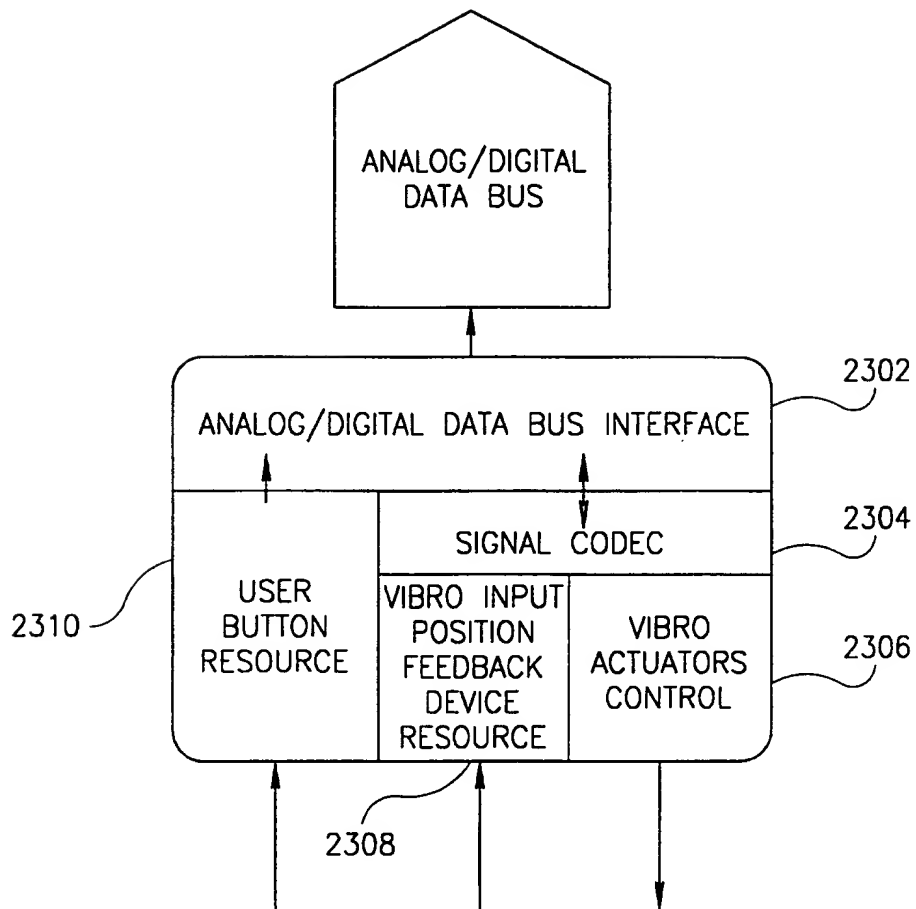 ANALOG/DIGITAL
DATA BUS
2302
ANALOG/DIGITAL DATA BUS INTERFACE
2304
SIGNAL CODEC
2310
USER
BUTTON
RESOURCE
VIBRO INPUT
POSITION
FEEDBACK
DEVICE
RESOURCE
VIBRO
ACTUATORS
CONTROL
2306
2308